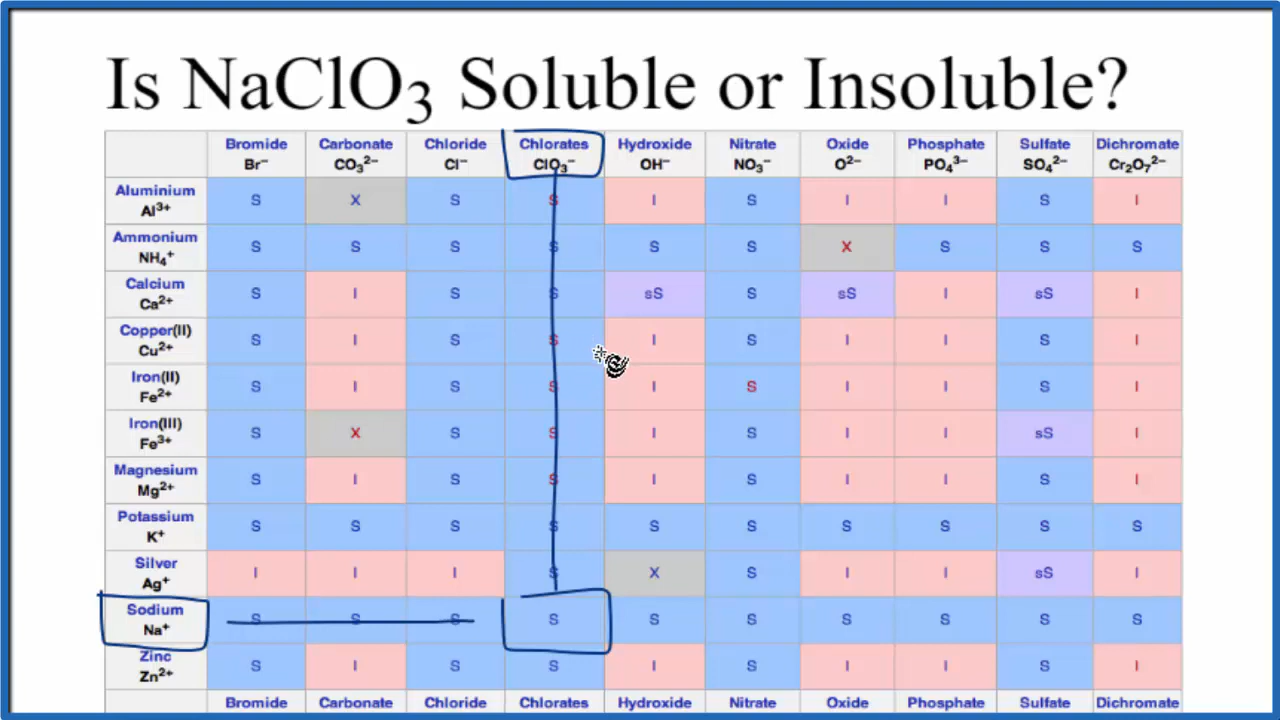 Is NaClO₃ Soluble or Insoluble?
Bromide Carbonate Chloride Chlorates Hydroxide Nitrate Oxide Phosphate Sulfate Dichromate
Br⁻ CO₃²⁻ Cl⁻ ClO₃⁻ OH⁻ NO₃⁻ O²⁻ PO₄³⁻ SO₄²⁻ Cr₂O₇²⁻
Aluminium
Al³⁺ S X S S I S I I S I
Ammonium
NH₄⁺ S S S S S S X S S S
Calcium
Ca²⁺ S I S S sS S sS I sS I
Copper(II)
Cu²⁺ S I S S I S I I S I
Iron(II)
Fe²⁺ S I S S I S I I S I
Iron(III)
Fe³⁺ S X S S I S I I sS I
Magnesium
Mg²⁺ S I S S I S I I S I
Potassium
K⁺ S S S S S S S S S S
Silver
Ag⁺ I I I S X S I I sS I
Sodium
Na⁺ S S S S S S S S S S
Zinc
Zn²⁺ S I S S I S I I S I
Bromide Carbonate Chloride Chlorates Hydroxide Nitrate Oxide Phosphate Sulfate Dichromate